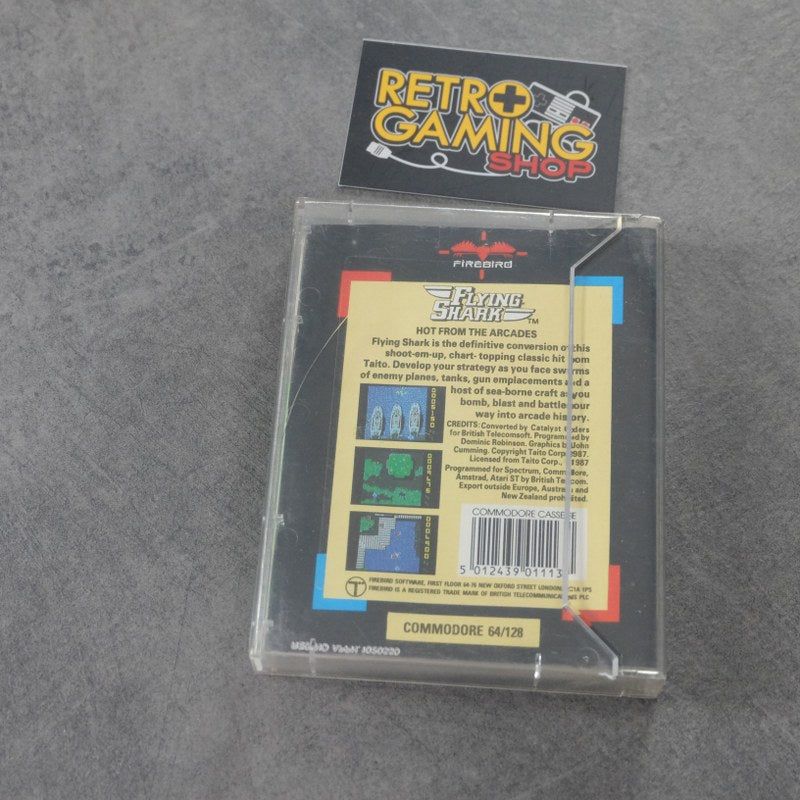 RETRO
GAMING
SHOP
FIREBIRD
FLYING
SHARK™
HOT FROM THE ARCADES
Flying Shark is the definitive conversion of this
shoot-em-up, chart- topping classic hit from
Taito. Develop your strategy as you face swarms
of enemy planes, tanks, gun emplacements and a
host of sea-borne craft as you
bomb, blast and battle your
way into arcade history.
CREDITS: Converted by Catalyst Coders
for British Telecomsoft. Programmed by
Dominic Robinson. Graphics by John
Cumming. Copyright Taito Corp., 1987.
Licensed from Taito Corp., 1987
Programmed for Spectrum, Commodore,
Amstrad, Atari ST by British Telecom.
Export outside Europe, Austria and
New Zealand prohibited.
COMMODORE CASSETTE
5 012439 01113
T
FIREBIRD SOFTWARE, FIRST FLOOR 64-76 NEW OXFORD STREET LONDON, WC1A 1PS
FIREBIRD IS A REGISTERED TRADE MARK OF BRITISH TELECOMMUNICATIONS PLC
COMMODORE 64/128